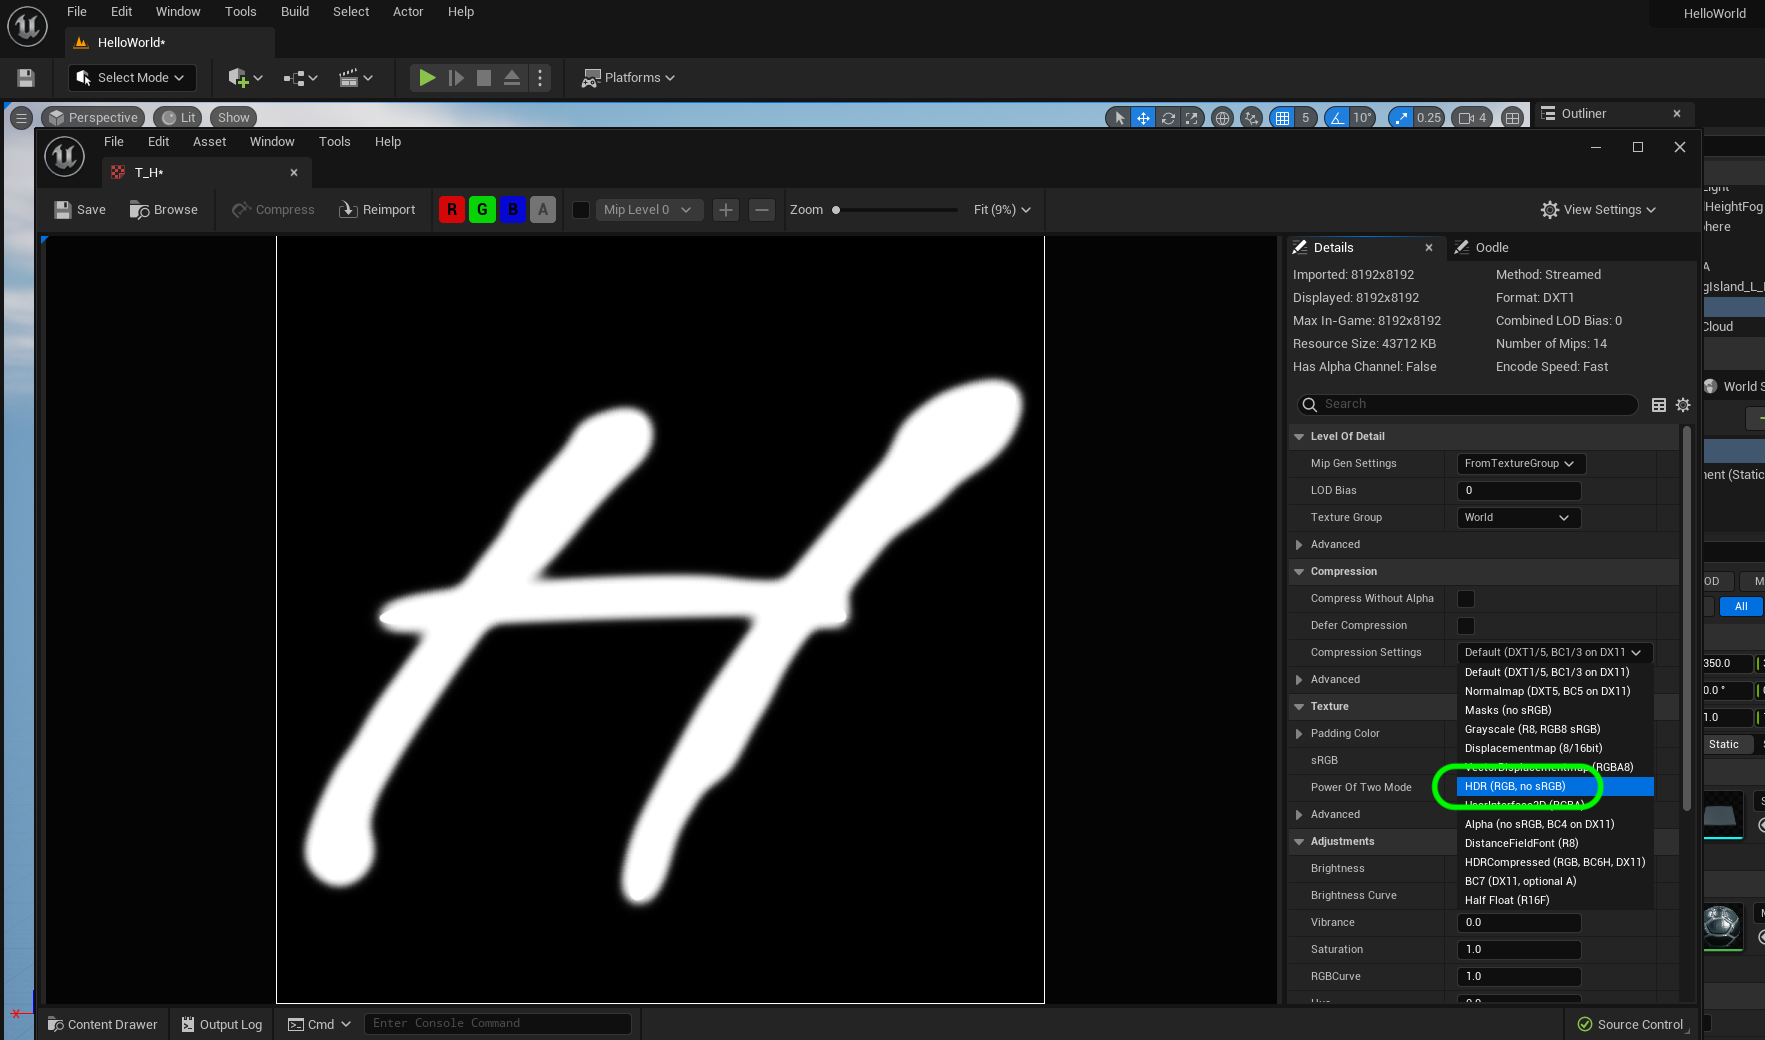 File Edit Window Tools Build Select Actor Help
HelloWorld
HelloWorld*
Select Mode
Platforms
Perspective Lit Show
5 10° 0.25 4
Outliner
File Edit Asset Window Tools Help
T_H*
Save Browse Compress Reimport R G B A Mip Level 0 Zoom Fit (9%) View Settings
Details Oodle
Imported: 8192x8192 Method: Streamed
Displayed: 8192x8192 Format: DXT1
Max In-Game: 8192x8192 Combined LOD Bias: 0
Resource Size: 43712 KB Number of Mips: 14
Has Alpha Channel: False Encode Speed: Fast
Search
Level Of Detail
Mip Gen Settings FromTextureGroup
LOD Bias 0
Texture Group World
Advanced
Compression
Compress Without Alpha
Defer Compression
Compression Settings Default (DXT1/5, BC1/3 on DX11
Default (DXT1/5, BC1/3 on DX11)
Advanced
Normalmap (DXT5, BC5 on DX11)
Texture
Masks (no sRGB)
Padding Color
Grayscale (R8, RGB8 sRGB)
Displacementmap (8/16bit)
sRGB
VectorDisplacementmap (RGBA8)
Power Of Two Mode
HDR (RGB, no sRGB)
UserInterface2D (RGBA)
Advanced
Alpha (no sRGB, BC4 on DX11)
Adjustments
DistanceFieldFont (R8)
Brightness
HDRCompressed (RGB, BC6H, DX11)
BC7 (DX11, optional A)
Brightness Curve
Half Float (R16F)
Vibrance 0.0
Saturation 1.0
RGBCurve 1.0
Hue 0.0
H
Light
lHeightFog
phere
A
gIsland_L_
Cloud
World S
nent (Static
OD M
All
350.0
0.0 °
1.0
Static
Content Drawer Output Log Cmd Enter Console Command Source Control
X